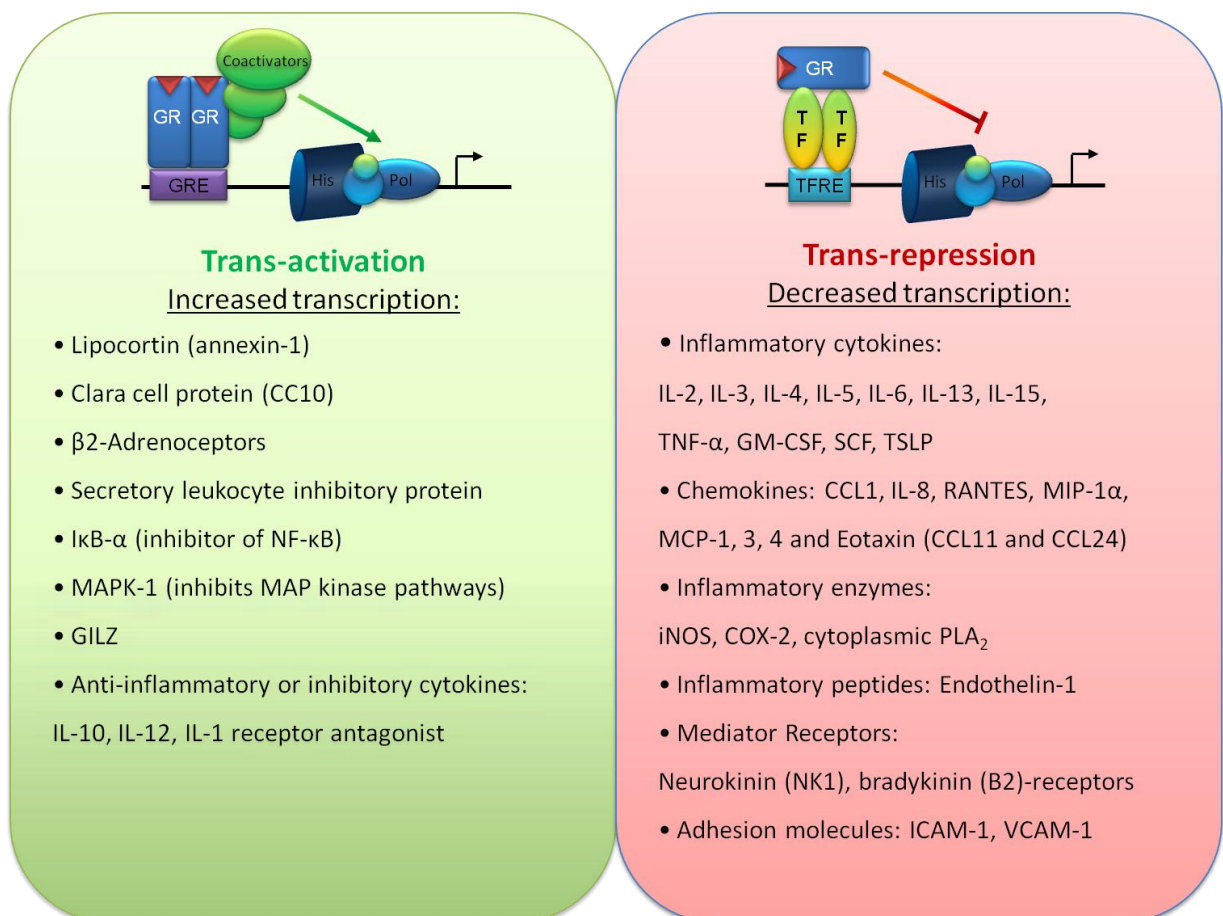 Coactivators
GR GR
GRE
His Pol
Trans-activation
Increased transcription:
• Lipocortin (annexin-1)
• Clara cell protein (CC10)
• β2-Adrenoceptors
• Secretory leukocyte inhibitory protein
• IκB-α (inhibitor of NF-κB)
• MAPK-1 (inhibits MAP kinase pathways)
• GILZ
• Anti-inflammatory or inhibitory cytokines:
IL-10, IL-12, IL-1 receptor antagonist
GR
TF TF
TFRE
His Pol
Trans-repression
Decreased transcription:
• Inflammatory cytokines:
IL-2, IL-3, IL-4, IL-5, IL-6, IL-13, IL-15,
TNF-α, GM-CSF, SCF, TSLP
• Chemokines: CCL1, IL-8, RANTES, MIP-1α,
MCP-1, 3, 4 and Eotaxin (CCL11 and CCL24)
• Inflammatory enzymes:
iNOS, COX-2, cytoplasmic PLA₂
• Inflammatory peptides: Endothelin-1
• Mediator Receptors:
Neurokinin (NK1), bradykinin (B2)-receptors
• Adhesion molecules: ICAM-1, VCAM-1